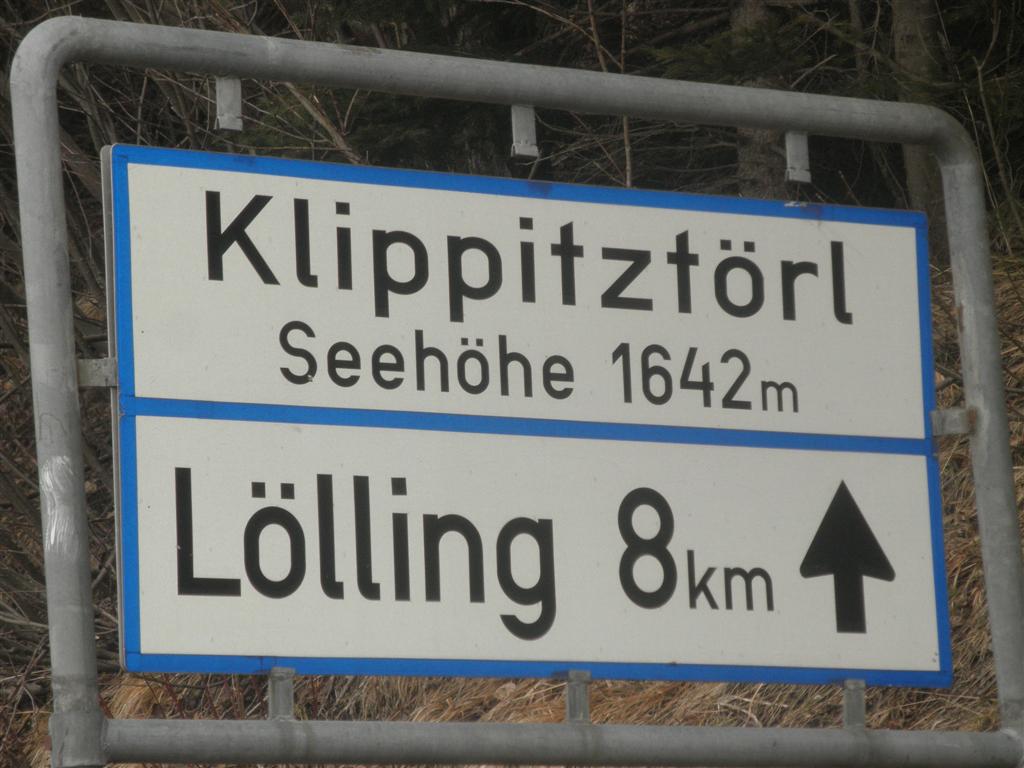 Klippitztörl
Seehöhe 1642m
Lölling 8km